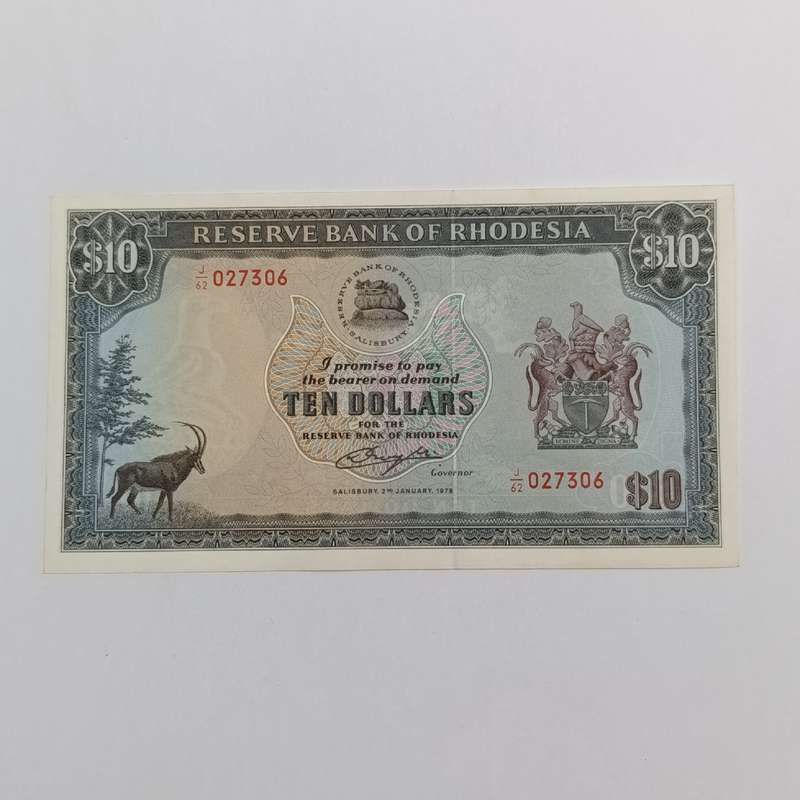 RESERVE BANK OF RHODESIA
$10
$10
J/62 027306
RESERVE BANK OF RHODESIA
SALISBURY
I promise to pay
the bearer on demand
TEN DOLLARS
FOR THE
RESERVE BANK OF RHODESIA
Governor
SALISBURY, 2ND JANUARY, 1979
J/62 027306
$10